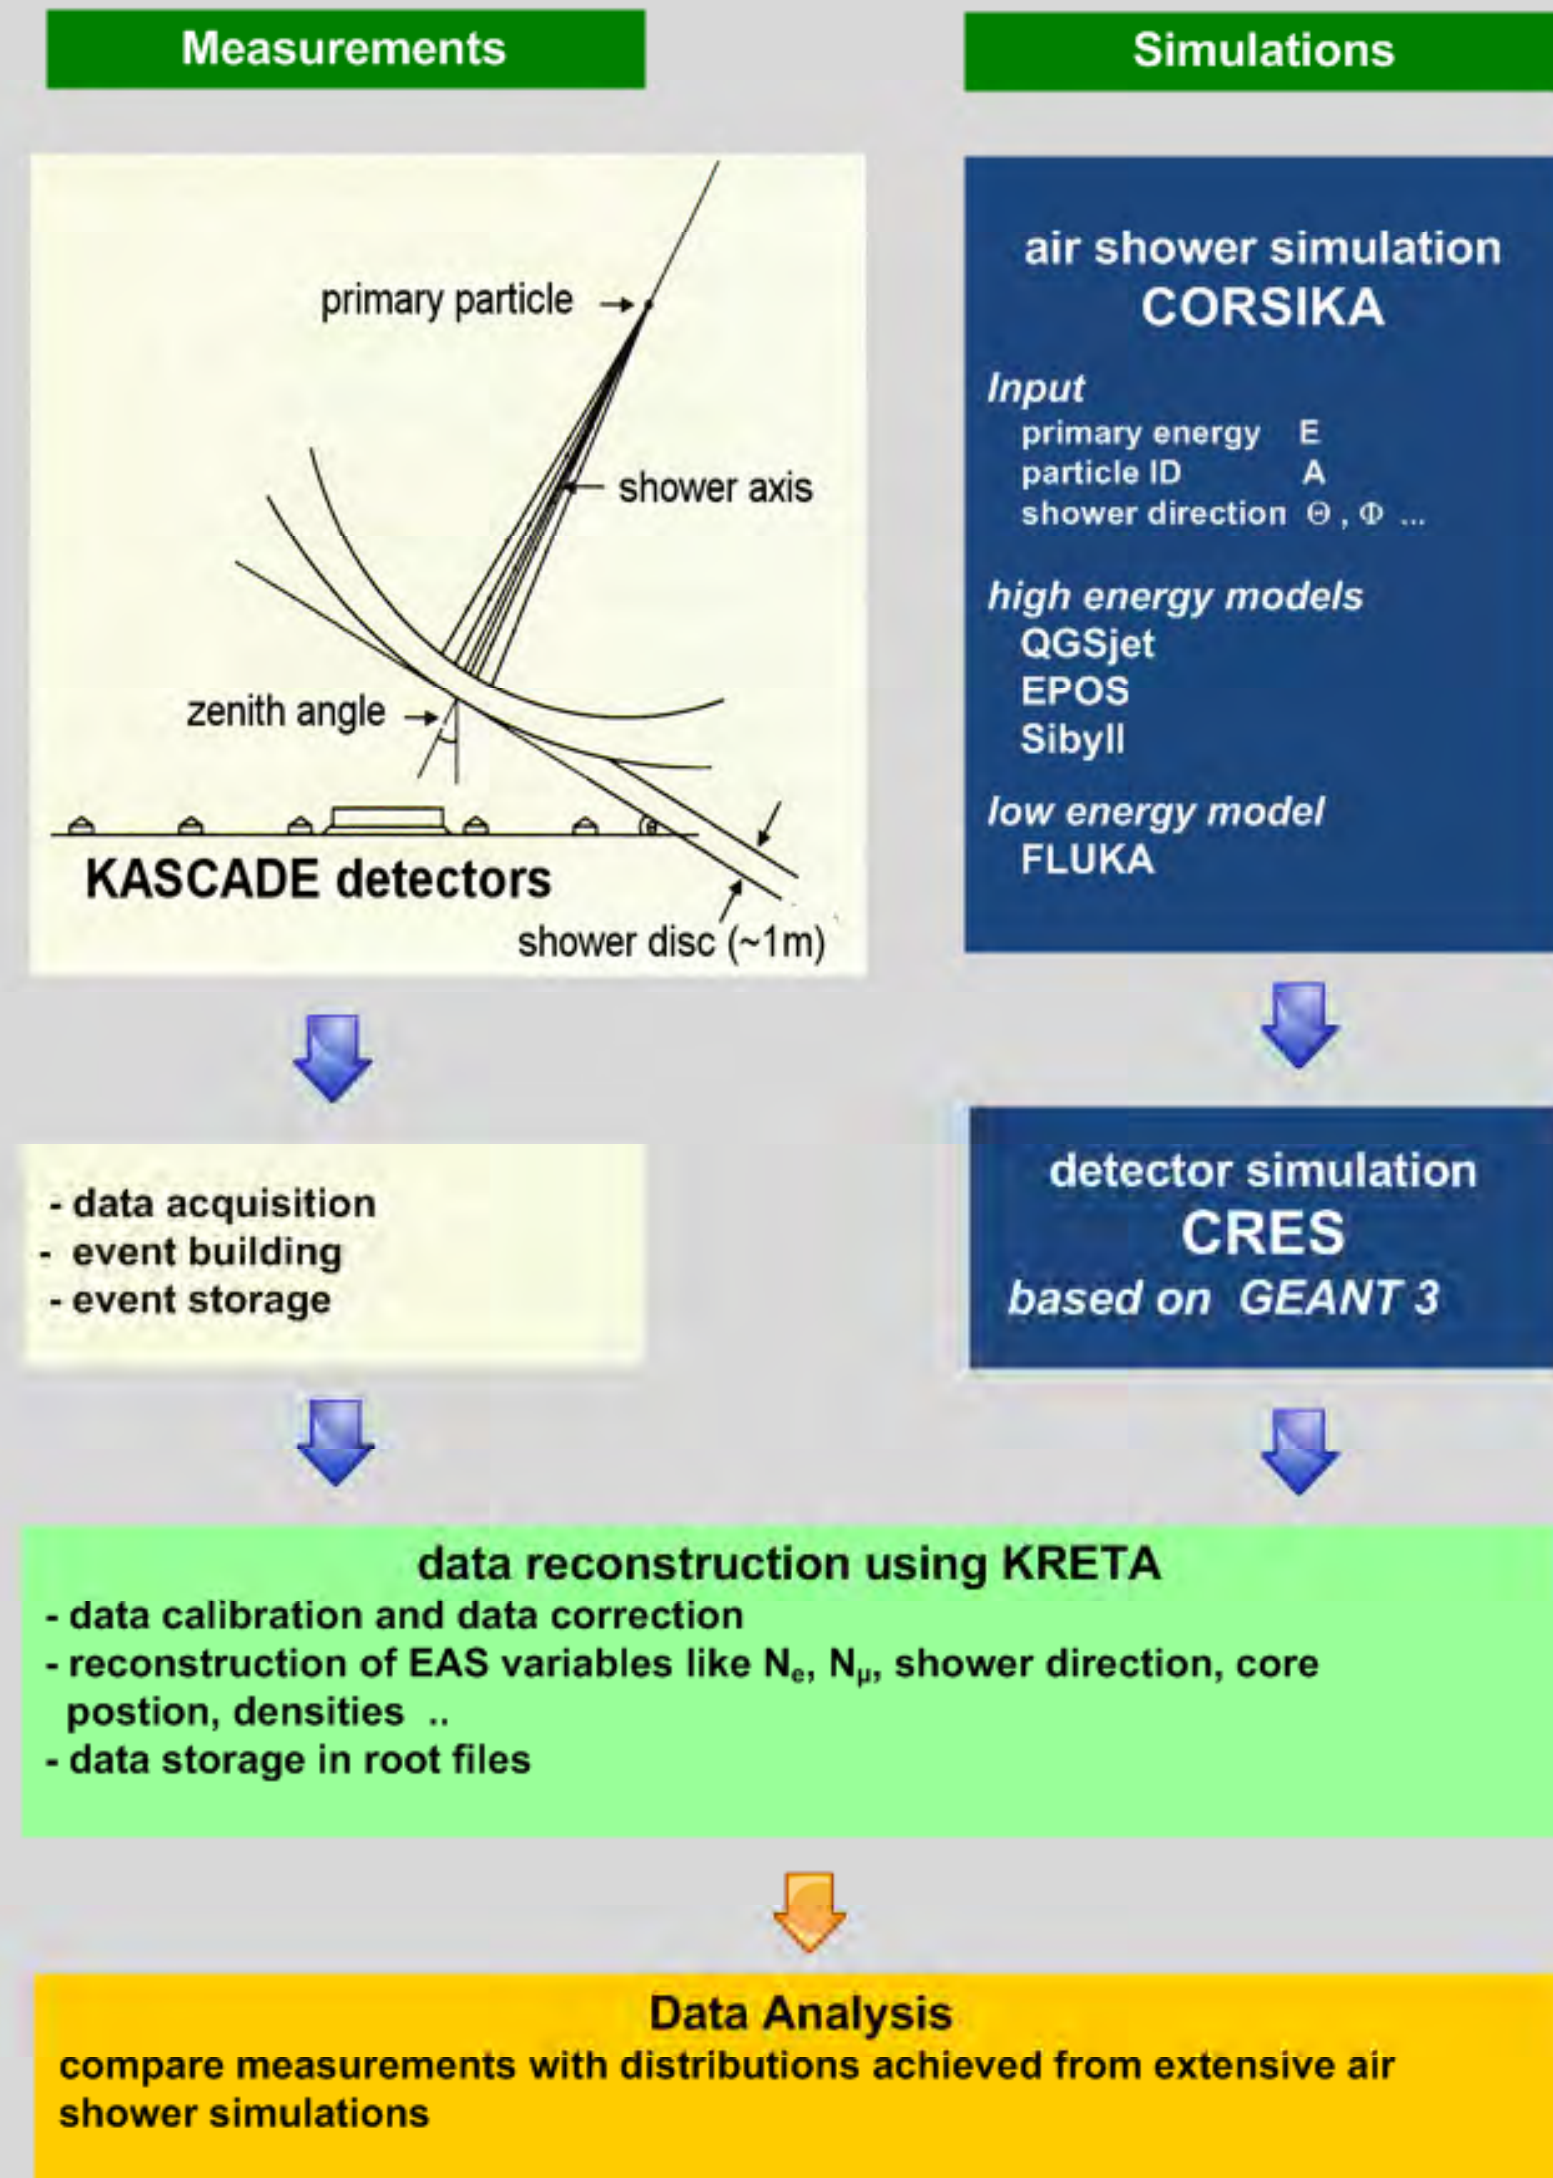 Measurements
Simulations
primary particle
shower axis
zenith angle
Θ
KASCADE detectors
shower disc (~1m)
air shower simulation
CORSIKA
Input
primary energy E
particle ID A
shower direction Θ , Φ ...
high energy models
QGSjet
EPOS
Sibyll
low energy model
FLUKA
- data acquisition
- event building
- event storage
detector simulation
CRES
based on GEANT 3
data reconstruction using KRETA
- data calibration and data correction
- reconstruction of EAS variables like Nₑ, N_μ, shower direction, core
postion, densities ..
- data storage in root files
Data Analysis
compare measurements with distributions achieved from extensive air
shower simulations